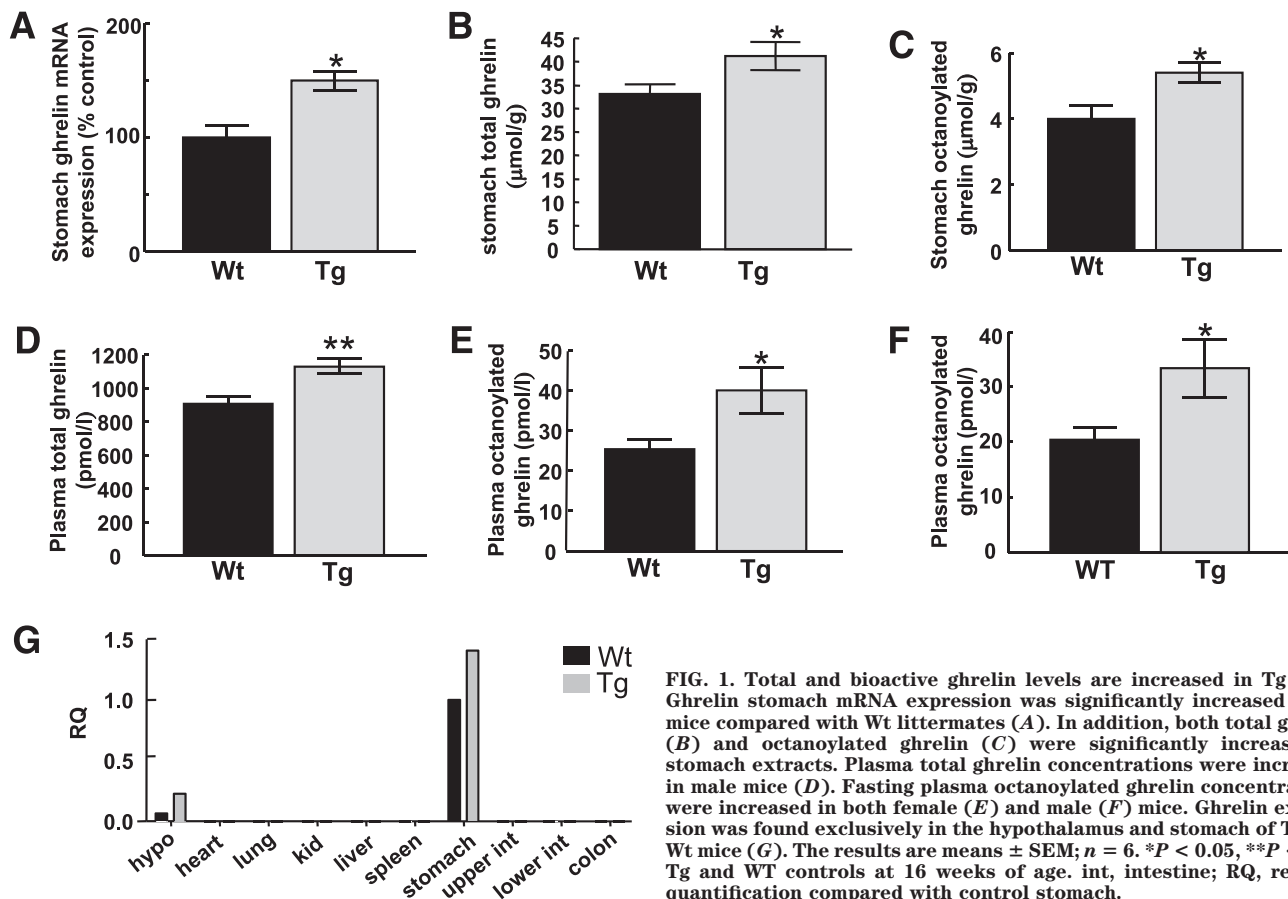 A
Stomach ghrelin mRNA
expression (% control)
200
100
0
*
Wt
Tg
B
stomach total ghrelin
(μmol/g)
45
40
35
30
25
20
15
10
5
0
*
Wt
Tg
C
Stomach octanoylated
ghrelin (μmol/g)
6
4
2
0
*
Wt
Tg
D
Plasma total ghrelin
(pmol/l)
1200
1000
800
600
400
200
0
**
Wt
Tg
E
Plasma octanoylated
ghrelin (pmol/l)
50
40
30
20
10
0
*
Wt
Tg
F
Plasma octanoylated
ghrelin (pmol/)
40
30
20
10
0
*
WT
Tg
G
RQ
1.5
1.0
0.5
0.0
hypo
heart
lung
kid
liver
spleen
stomach
upper int
lower int
colon
Wt
Tg
FIG. 1. Total and bioactive ghrelin levels are increased in Tg
Ghrelin stomach mRNA expression was significantly increased
mice compared with Wt littermates (A). In addition, both total g
(B) and octanoylated ghrelin (C) were significantly increas
stomach extracts. Plasma total ghrelin concentrations were incr
in male mice (D). Fasting plasma octanoylated ghrelin concentra
were increased in both female (E) and male (F) mice. Ghrelin ex
sion was found exclusively in the hypothalamus and stomach of T
Wt mice (G). The results are means ± SEM; n = 6. *P < 0.05, **P <
Tg and WT controls at 16 weeks of age. int, intestine; RQ, re
quantification compared with control stomach.